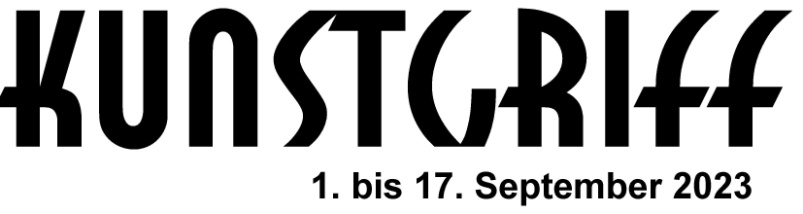 KUNSTGRIFF
1. bis 17. September 2023